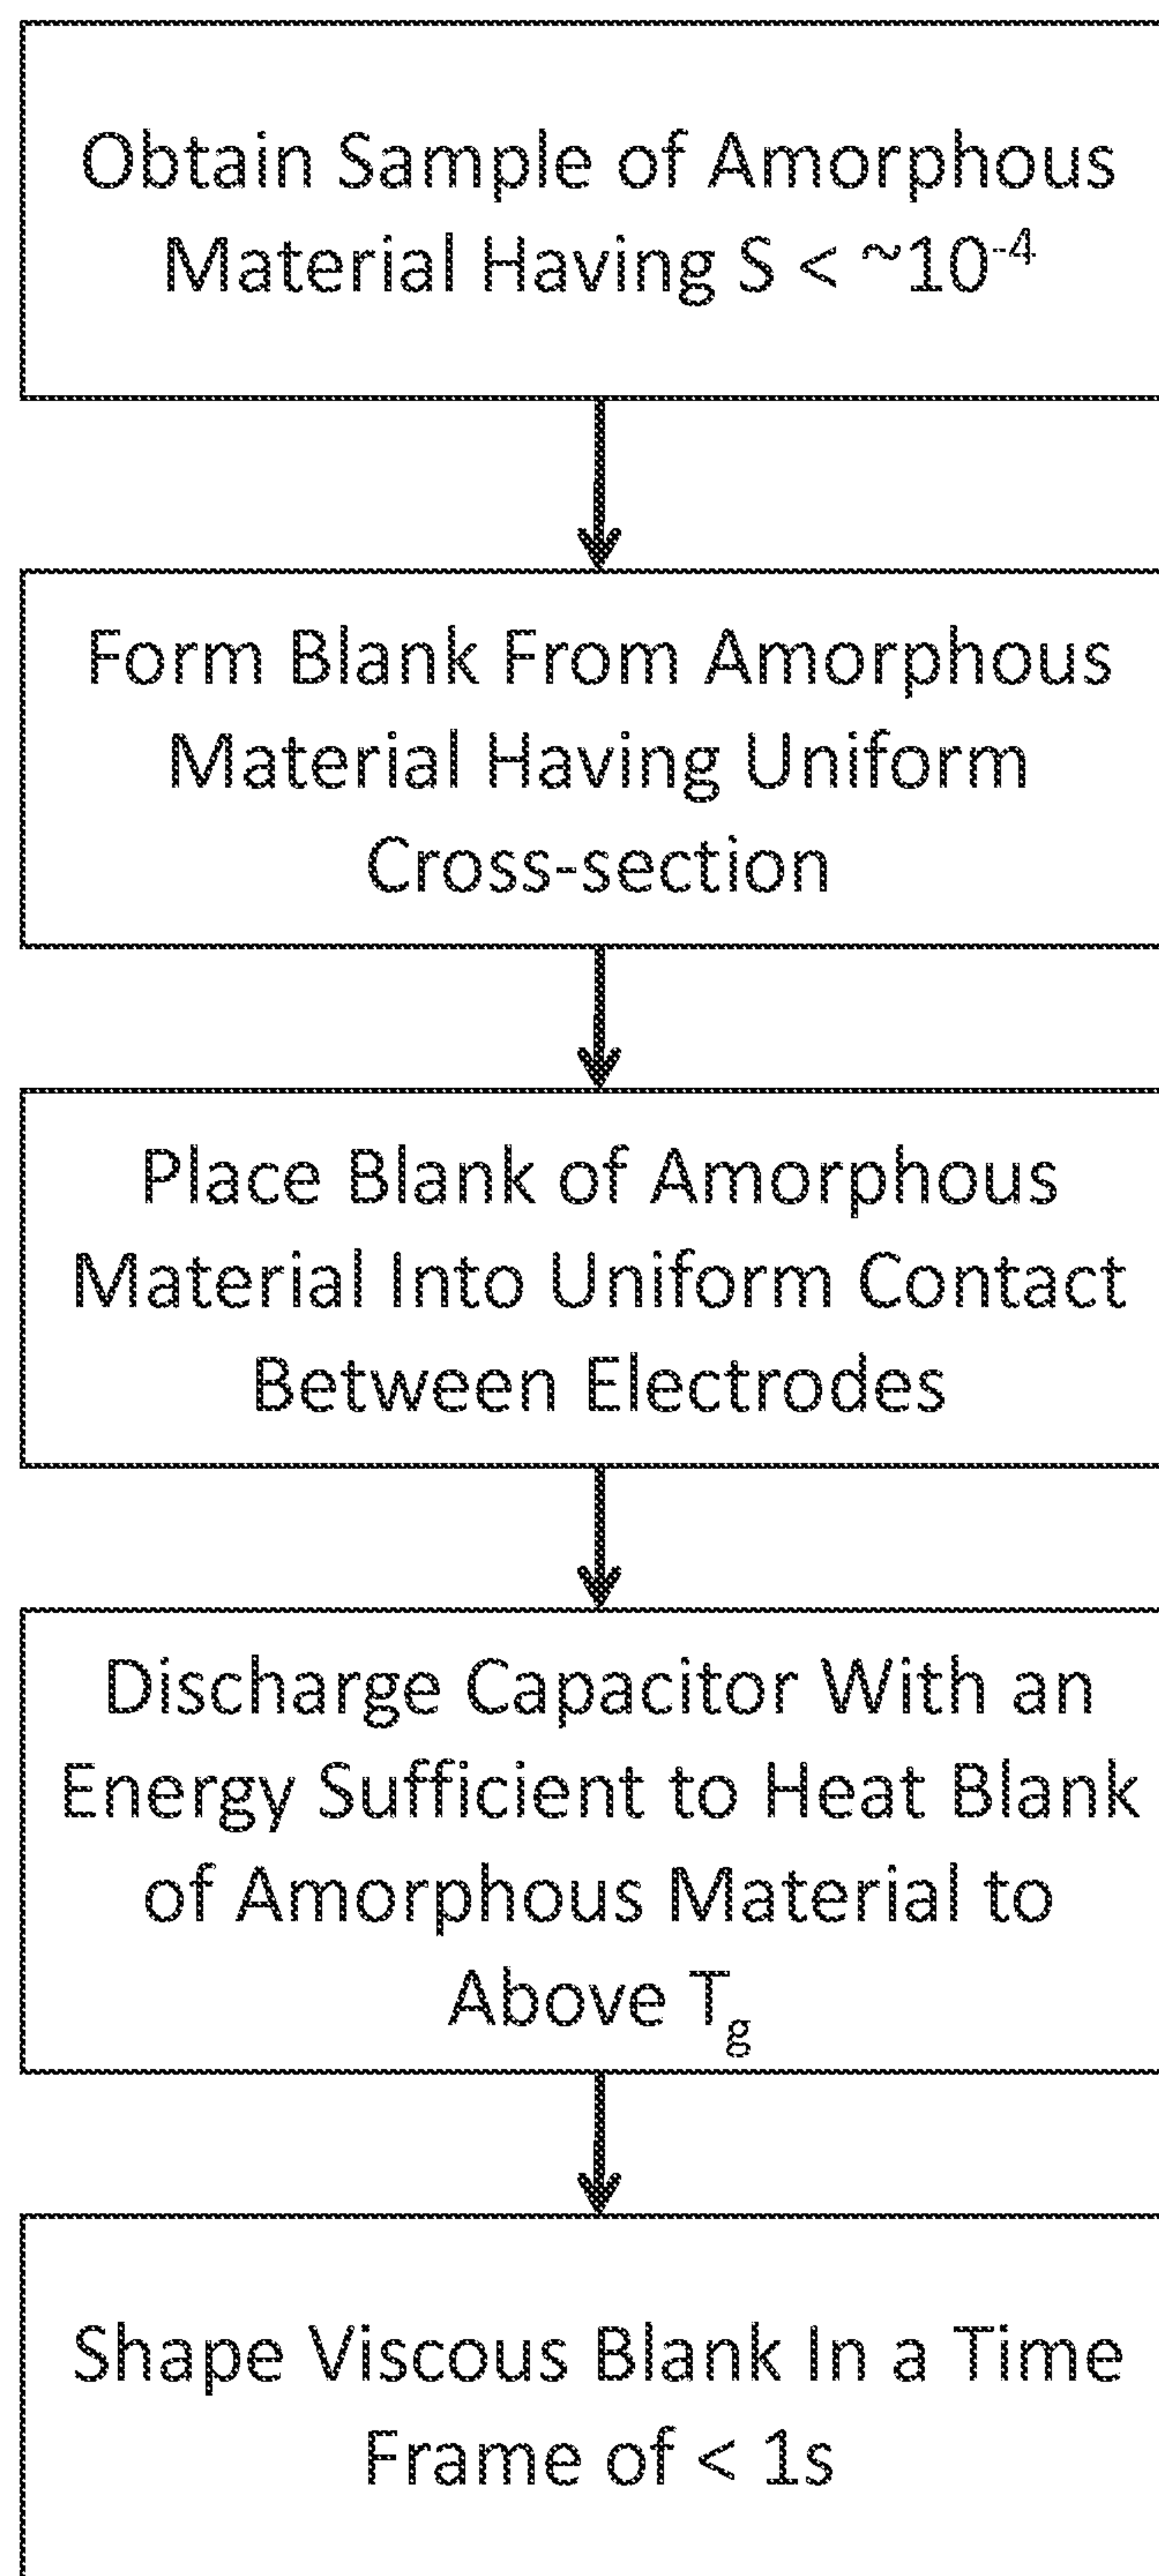 Obtain Sample of Amorphous
Material Having S < ~10⁻⁴
Form Blank From Amorphous
Material Having Uniform
Cross-section
Place Blank of Amorphous
Material Into Uniform Contact
Between Electrodes
Discharge Capacitor With an
Energy Sufficient to Heat Blank
of Amorphous Material to
Above Tg
Shape Viscous Blank In a Time
Frame of < 1s